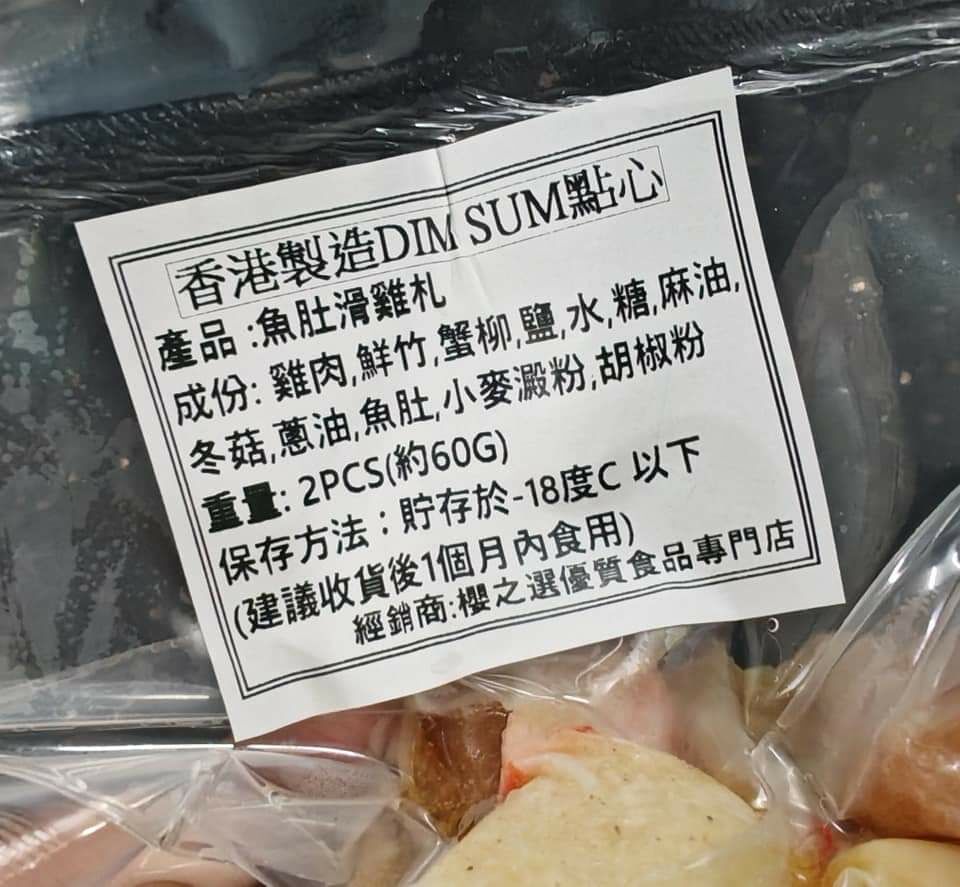 香港製造DIM SUM點心
產品 :魚肚滑雞札
成份: 雞肉,鮮竹,蟹柳,鹽,水,糖,麻油,
冬菇,蔥油,魚肚,小麥澱粉,胡椒粉
重量: 2PCS(約60G)
保存方法：貯存於-18度C 以下
(建議收貨後1個月內食用)
經銷商:櫻之選優質食品專門店